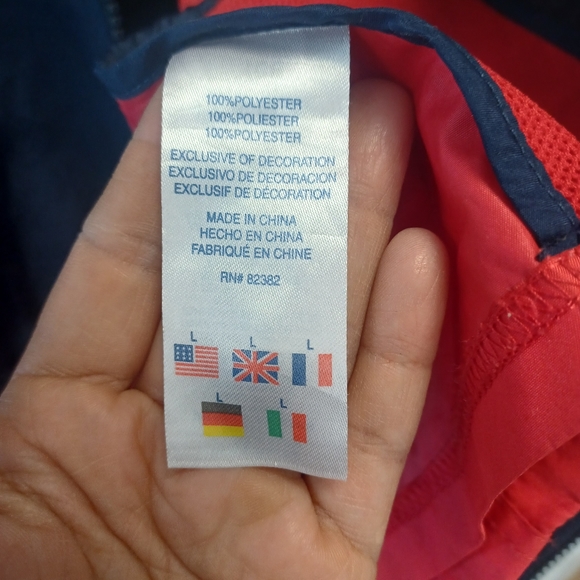 100%POLYESTER
100%POLIESTER
100%POLYESTER
EXCLUSIVE OF DECORATION
EXCLUSIVO DE DECORACION
EXCLUSIF DE DÉCORATION
MADE IN CHINA
HECHO EN CHINA
FABRIQUÉ EN CHINE
RN# 82382
L L L
L L